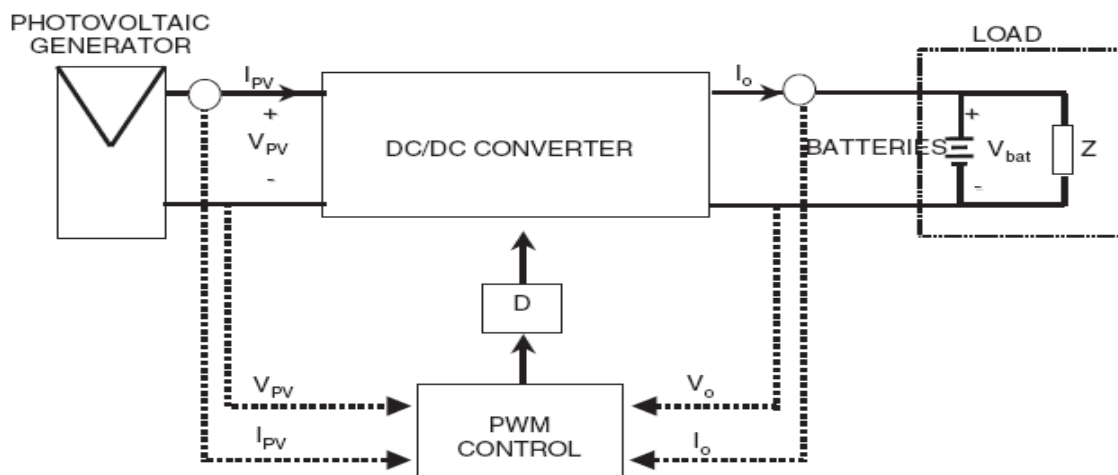 PHOTOVOLTAIC
GENERATOR
LOAD
I_PV
I_o
+
V_PV
-
DC/DC CONVERTER
BATTERIES
+
V_bat
-
Z
D
V_PV
V_o
I_PV
I_o
PWM
CONTROL